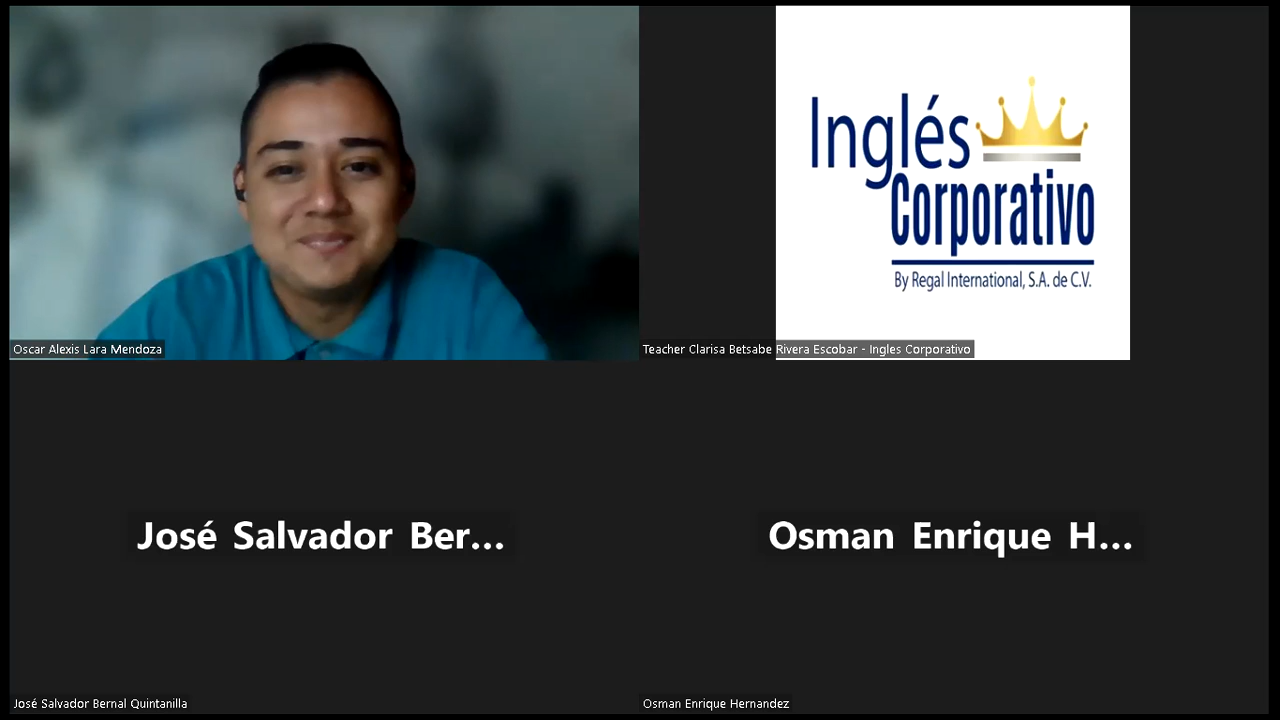 Inglés
Corporativo
By Regal International, S.A. de C.V.
Oscar Alexis Lara Mendoza
Teacher Clarisa Betsabe Rivera Escobar - Ingles Corporativo
José Salvador Ber...
Osman Enrique H...
José Salvador Bernal Quintanilla
Osman Enrique Hernandez